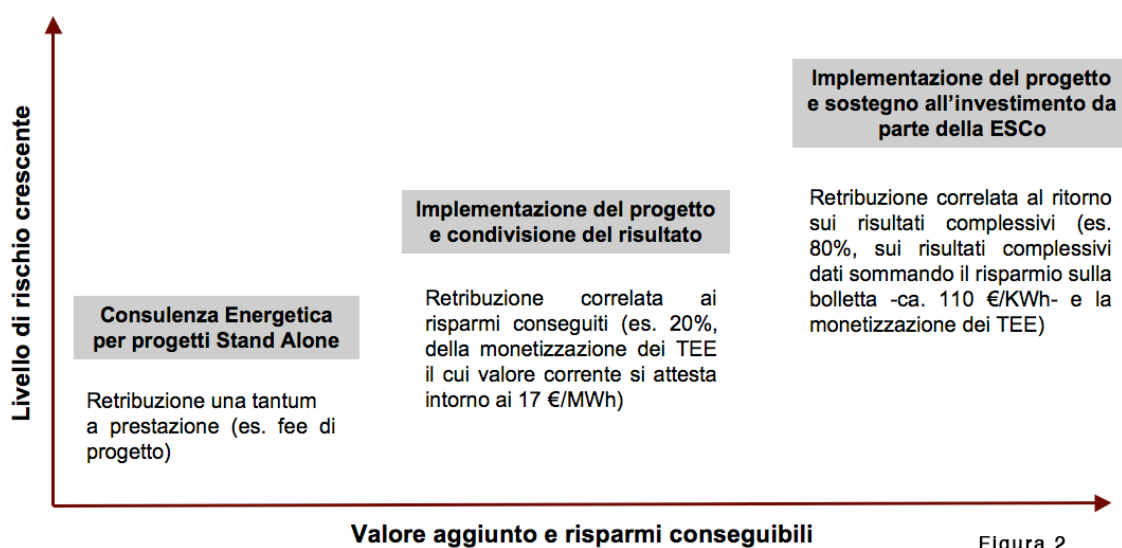 Livello di rischio crescente
Consulenza Energetica
per progetti Stand Alone
Retribuzione una tantum
a prestazione (es. fee di
progetto)
Implementazione del progetto
e condivisione del risultato
Retribuzione correlata ai
risparmi conseguiti (es. 20%,
della monetizzazione dei TEE
il cui valore corrente si attesta
intorno ai 17 €/MWh)
Implementazione del progetto
e sostegno all'investimento da
parte della ESCo
Retribuzione correlata al ritorno
sui risultati complessivi (es.
80%, sui risultati complessivi
dati sommando il risparmio sulla
bolletta -ca. 110 €/KWh- e la
monetizzazione dei TEE)
Valore aggiunto e risparmi conseguibili
Figura 2